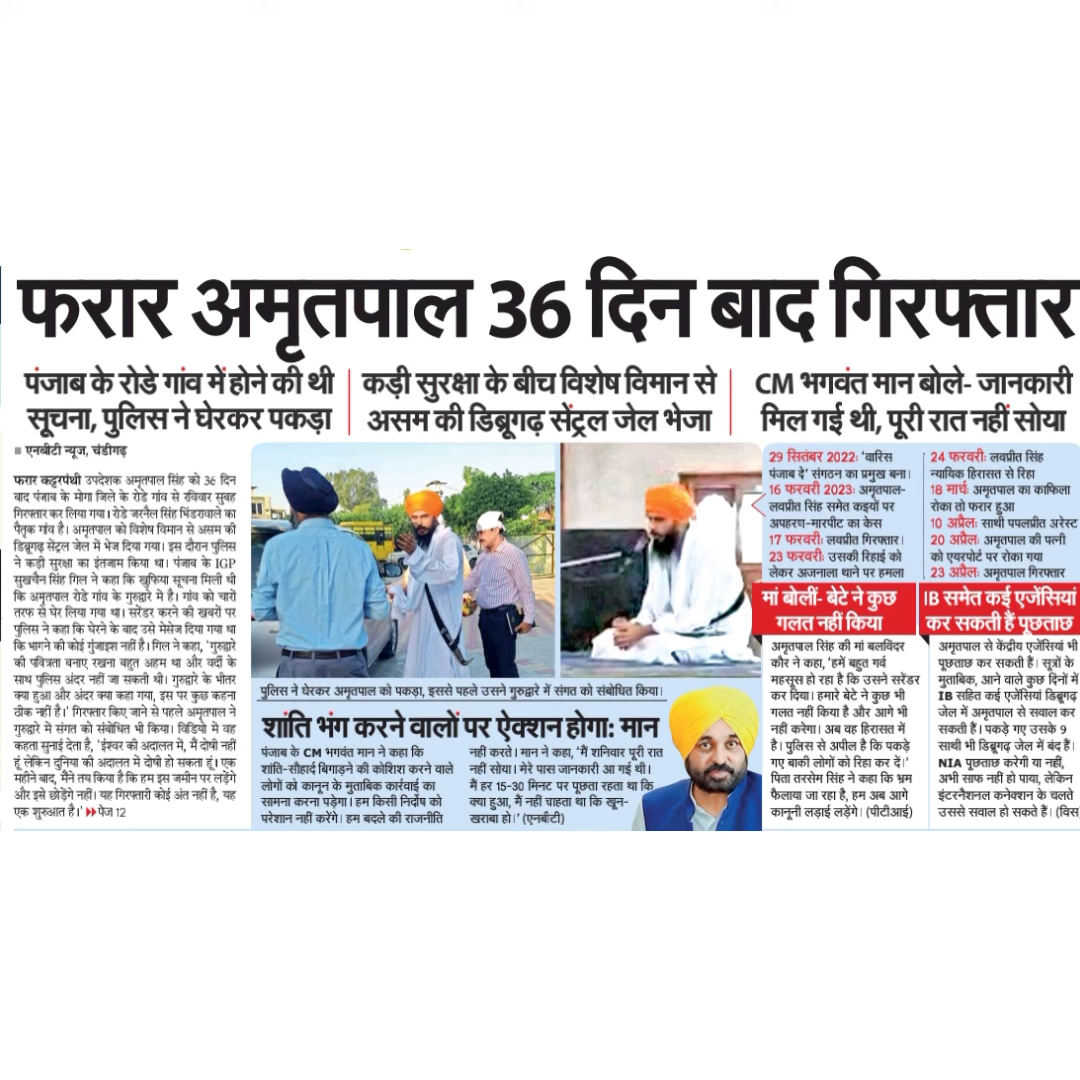 फरार अमृतपाल 36 दिन बाद गिरफ्तार
पंजाब के रोडे गांव में होने की थी
सूचना, पुलिस ने घेरकर पकड़ा
कड़ी सुरक्षा के बीच विशेष विमान से
असम की डिब्रूगढ़ सेंट्रल जेल भेजा
CM भगवंत मान बोले- जानकारी
मिल गई थी, पूरी रात नहीं सोया
■ एनबीटी न्यूज, चंडीगढ़
फरार कट्टरपंथी उपदेशक अमृतपाल सिंह को 36 दिन
बाद पंजाब के मोगा जिले के रोडे गांव से रविवार सुबह
गिरफ्तार कर लिया गया। रोडे जरनैल सिंह भिंडरावाले का
पैतृक गांव है। अमृतपाल को विशेष विमान से असम की
डिब्रूगढ़ सेंट्रल जेल में भेज दिया गया। इस दौरान पुलिस
ने कड़ी सुरक्षा का इंतजाम किया था। पंजाब के IGP
सुखचैन सिंह गिल ने कहा कि खुफिया सूचना मिली थी
कि अमृतपाल रोडे गांव के गुरुद्वारे में है। गांव को चारों
तरफ से घेर लिया गया था। सरेंडर करने की खबरों पर
पुलिस ने कहा कि घेरने के बाद उसे मेसेज दिया गया था
कि भागने की कोई गुंजाइश नहीं है। गिल ने कहा, 'गुरुद्वारे
की पवित्रता बनाए रखना बहुत अहम था और वर्दी के
साथ पुलिस अंदर नहीं जा सकती थी। गुरुद्वारे के भीतर
क्या हुआ और अंदर क्या कहा गया, इस पर कुछ कहना
ठीक नहीं है।' गिरफ्तार किए जाने से पहले अमृतपाल ने
गुरुद्वारे में संगत को संबोधित भी किया। विडियो में वह
कहता सुनाई देता है, 'ईश्वर की अदालत में, मैं दोषी नहीं
हूं लेकिन दुनिया की अदालत में दोषी हो सकता हूं। एक
महीने बाद, मैंने तय किया है कि हम इस जमीन पर लड़ेंगे
और इसे छोड़ेंगे नहीं। यह गिरफ्तारी कोई अंत नहीं है, यह
एक शुरुआत है।' ▶▶पेज 12
पुलिस ने घेरकर अमृतपाल को पकड़ा, इससे पहले उसने गुरुद्वारे में संगत को संबोधित किया।
शांति भंग करने वालों पर ऐक्शन होगा: मान
पंजाब के CM भगवंत मान ने कहा कि
शांति-सौहार्द बिगाड़ने की कोशिश करने वाले
लोगों को कानून के मुताबिक कार्रवाई का
सामना करना पड़ेगा। हम किसी निर्दोष को
परेशान नहीं करेंगे। हम बदले की राजनीति
नहीं करते। मान ने कहा, 'मैं शनिवार पूरी रात
नहीं सोया। मेरे पास जानकारी आ गई थी।
मैं हर 15-30 मिनट पर पूछता रहता था कि
क्या हुआ, मैं नहीं चाहता था कि खून-
खराबा हो।' (एनबीटी)
29 सितंबर 2022: 'वारिस
पंजाब दे' संगठन का प्रमुख बना।
16 फरवरी 2023: अमृतपाल-
लवप्रीत सिंह समेत कइयों पर
अपहरण-मारपीट का केस
17 फरवरी: लवप्रीत गिरफ्तार।
23 फरवरी: उसकी रिहाई को
लेकर अजनाला थाने पर हमला
24 फरवरी: लवप्रीत सिंह
न्यायिक हिरासत से रिहा
18 मार्च: अमृतपाल का काफिला
रोका तो फरार हुआ
10 अप्रैल: साथी पपलप्रीत अरेस्ट
20 अप्रैल: अमृतपाल की पत्नी
को एयरपोर्ट पर रोका गया
23 अप्रैल: अमृतपाल गिरफ्तार
मां बोलीं- बेटे ने कुछ
गलत नहीं किया
अमृतपाल सिंह की मां बलविंदर
कौर ने कहा, 'हमें बहुत गर्व
महसूस हो रहा है कि उसने सरेंडर
कर दिया। हमारे बेटे ने कुछ भी
गलत नहीं किया है और आगे भी
नहीं करेगा। अब वह हिरासत में
है। पुलिस से अपील है कि पकड़े
गए बाकी लोगों को रिहा कर दें।'
पिता तरसेम सिंह ने कहा कि भ्रम
फैलाया जा रहा है, हम अब आगे
कानूनी लड़ाई लड़ेंगे। (पीटीआई)
IB समेत कई एजेंसियां
कर सकती हैं पूछताछ
अमृतपाल से केंद्रीय एजेंसियां भी
पूछताछ कर सकती हैं। सूत्रों के
मुताबिक, आने वाले कुछ दिनों में
IB सहित कई एजेंसियां डिब्रूगढ़
जेल में अमृतपाल से सवाल कर
सकती हैं। पकड़े गए उसके 9
साथी भी डिब्रूगढ़ जेल में बंद हैं।
NIA पूछताछ करेगी या नहीं,
अभी साफ नहीं हो पाया, लेकिन
इंटरनैशनल कनेक्शन के चलते
उससे सवाल हो सकते हैं। (विस